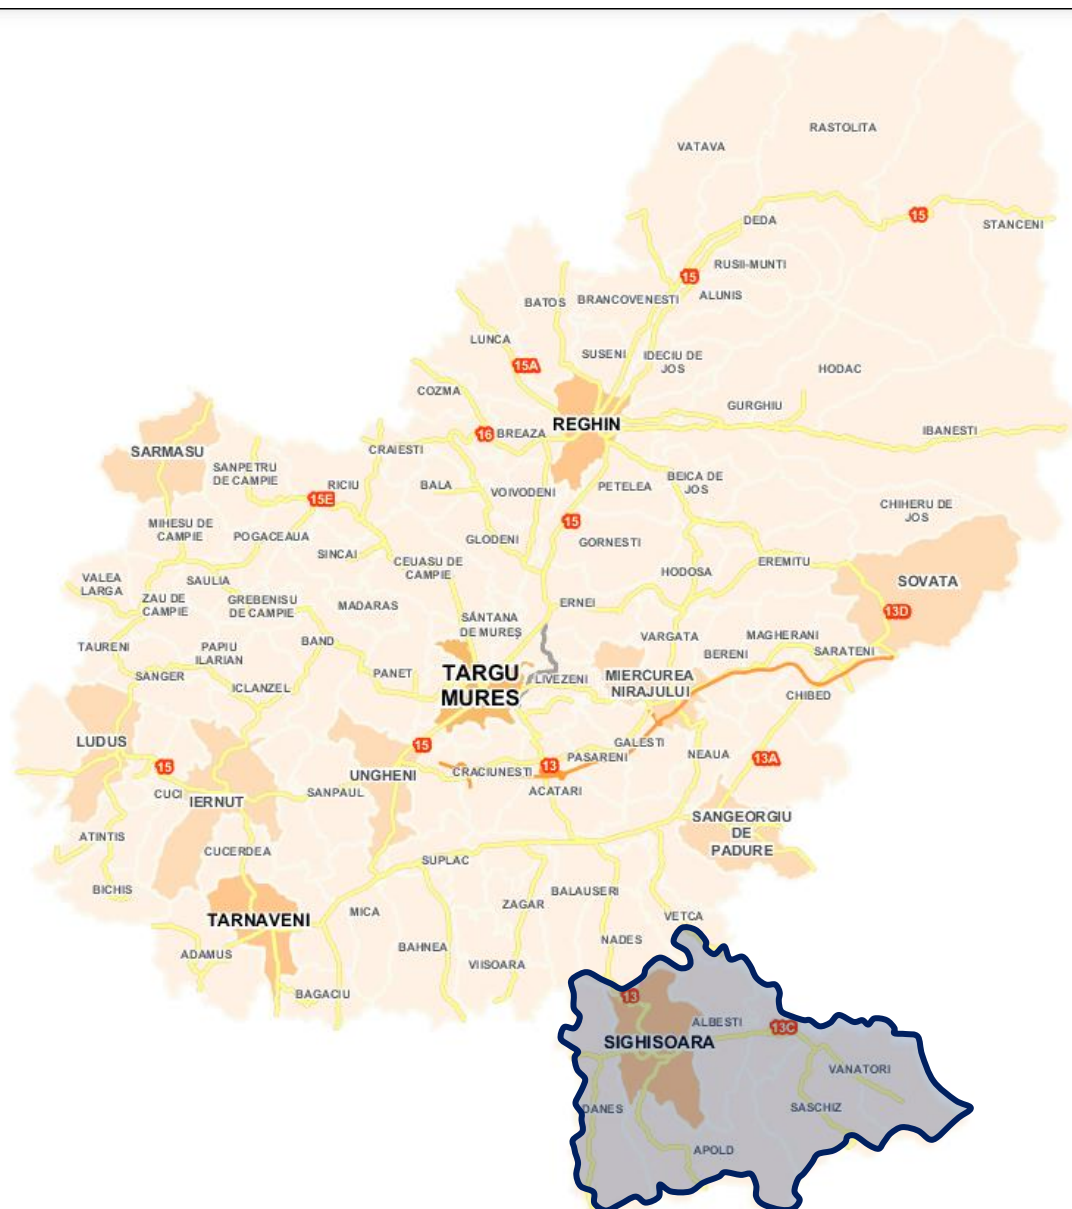 RASTOLITA
VATAVA
15
DEDA
STANCENI
RUSII-MUNTI
15
ALUNIS
BATOS
BRANCOVENESTI
LUNCA
SUSENI
IDECIU DE
JOS
15A
HODAC
COZMA
GURGHIU
REGHIN
16
BREAZA
IBANESTI
CRAIESTI
SARMASU
SANPETRU
DE CAMPIE
RICIU
BALA
VOIVODENI
PETELEA
BEICA DE
JOS
15E
CHIHERU DE
JOS
MIHESU DE
CAMPIE
POGACEAUA
15
GLODENI
GORNESTI
SINCAI
CEUASU DE
CAMPIE
EREMITU
HODOSA
VALEA
LARGA
SAULIA
SOVATA
ZAU DE
CAMPIE
GREBENISU
DE CAMPIE
MADARAS
ERNEI
13D
SÁNTANA
DE MUREȘ
TAURENI
PAPIU
ILARIAN
BAND
VARGATA
MAGHERANI
BERENI
SARATENI
SANGER
PANET
TARGU
MURES
LIVEZENI
MIERCUREA
NIRAJULUI
ICLANZEL
CHIBED
LUDUS
15
GALESTI
NEAUA
13A
15
UNGHENI
CRACIUNESTI
13
PASARENI
CUCI
IERNUT
SANPAUL
ACATARI
SANGEORGIU
DE
PADURE
ATINTIS
CUCERDEA
SUPLAC
BICHIS
BALAUSERI
ZAGAR
TARNAVENI
MICA
VETCA
BAHNEA
NADES
ADAMUS
VIISOARA
BAGACIU
13
ALBESTI
13C
SIGHISOARA
VANATORI
DANES
SASCHIZ
APOLD